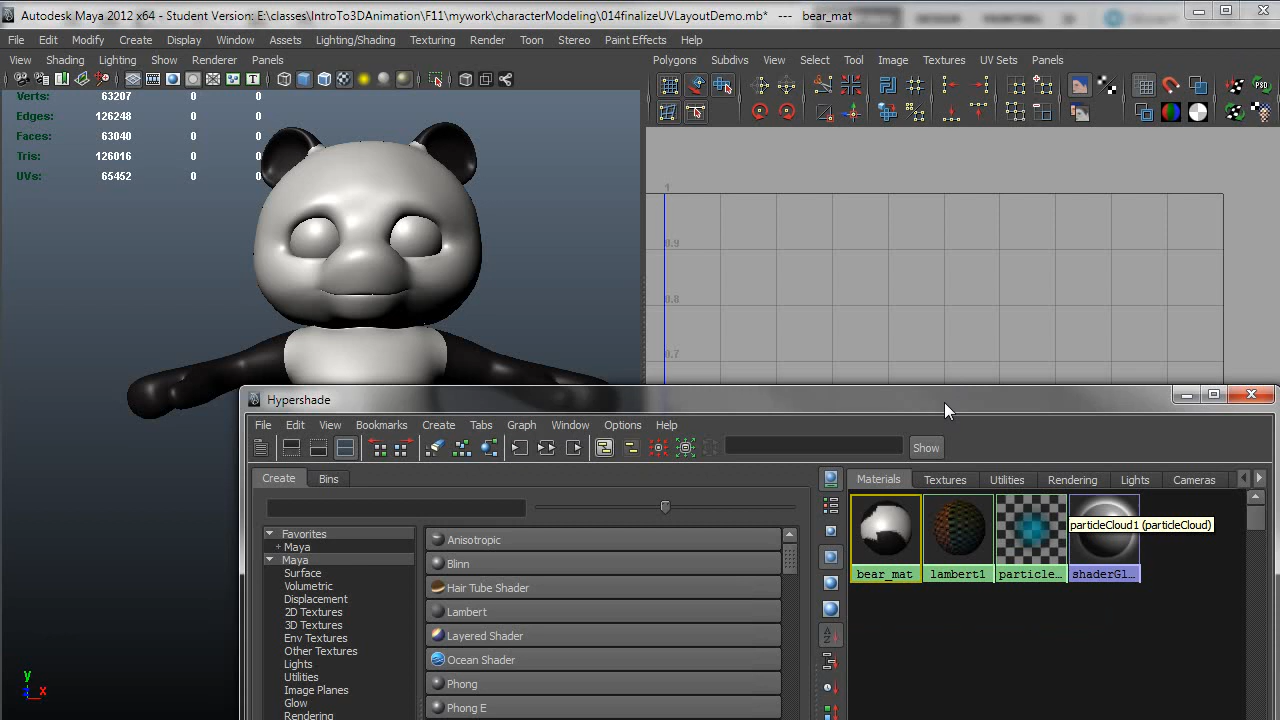 Autodesk Maya 2012 x64 - Student Version: E:\classes\IntroTo3DAnimation\F11\mywork\characterModeling\014finalizeUVLayoutDemo.mb* --- bear_mat
File Edit Modify Create Display Window Assets Lighting/Shading Texturing Render Toon Stereo Paint Effects Help
View Shading Lighting Show Renderer Panels
Polygons Subdivs View Select Tool Image Textures UV Sets Panels
Verts: 63207 0 0
Edges: 126248 0 0
Faces: 63040 0 0
Tris: 126016 0 0
UVs: 65452 0 0
1
0.9
0.8
0.7
Hypershade
File Edit View Bookmarks Create Tabs Graph Window Options Help
Show
Create Bins
Materials Textures Utilities Rendering Lights Cameras
Favorites
+ Maya
Maya
Surface
Volumetric
Displacement
2D Textures
3D Textures
Env Textures
Other Textures
Lights
Utilities
Image Planes
Glow
Rendering
Anisotropic
Blinn
Hair Tube Shader
Lambert
Layered Shader
Ocean Shader
Phong
Phong E
particleCloud1 (particleCloud)
bear_mat lambert1 particle... shaderGl...
y
x